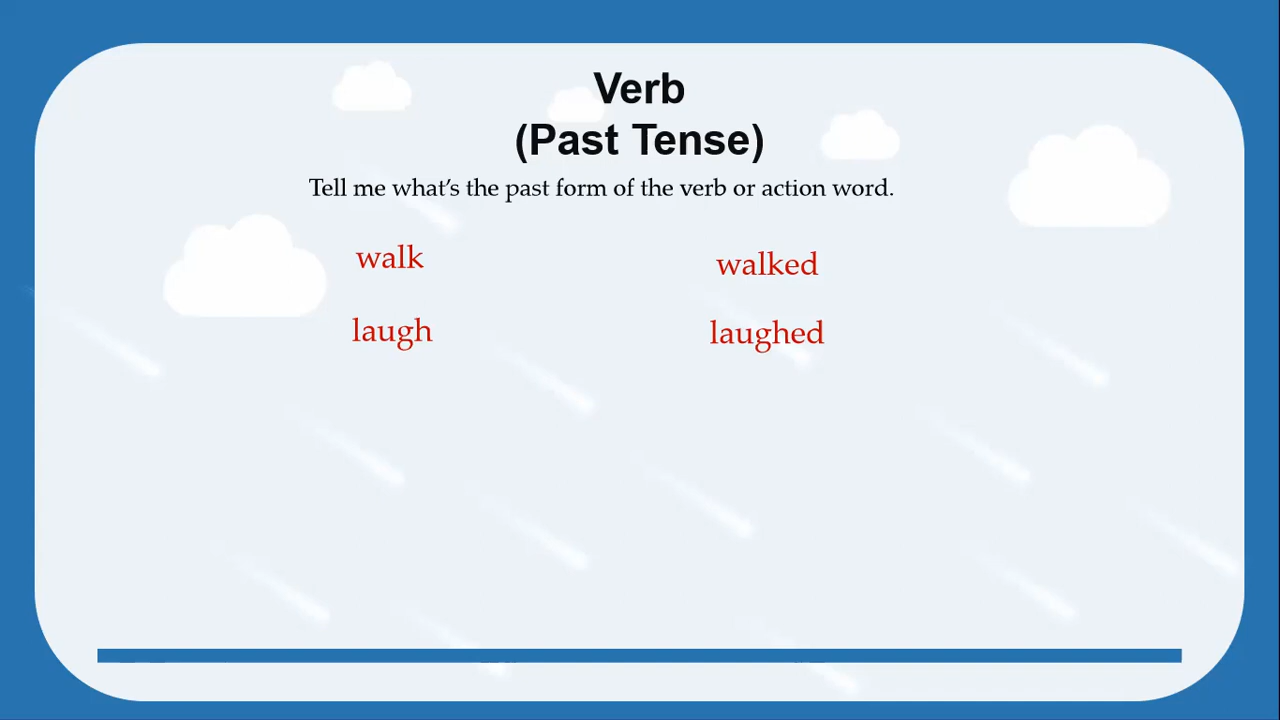 Verb
(Past Tense)
Tell me what's the past form of the verb or action word.
walk walked
laugh laughed